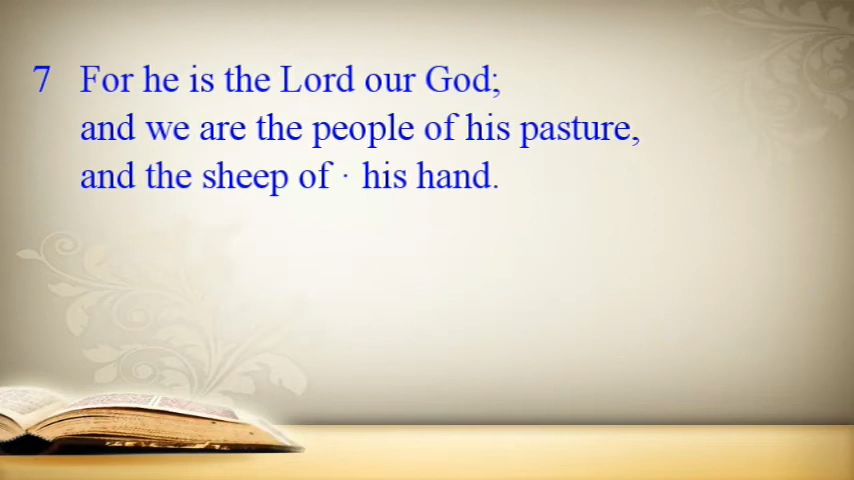 7 For he is the Lord our God;
and we are the people of his pasture,
and the sheep of · his hand.